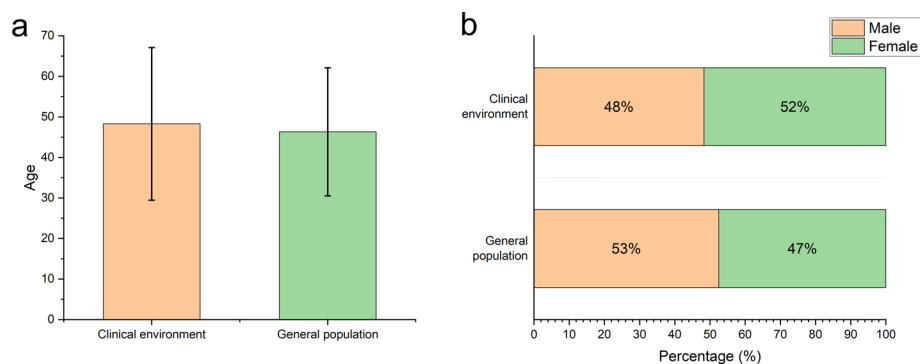 a
70
60
50
40
30
20
10
0
Age
Clinical environment
General population
b
Male
Female
Clinical
environment
48%
52%
General
population
53%
47%
0 10 20 30 40 50 60 70 80 90 100
Percentage (%)